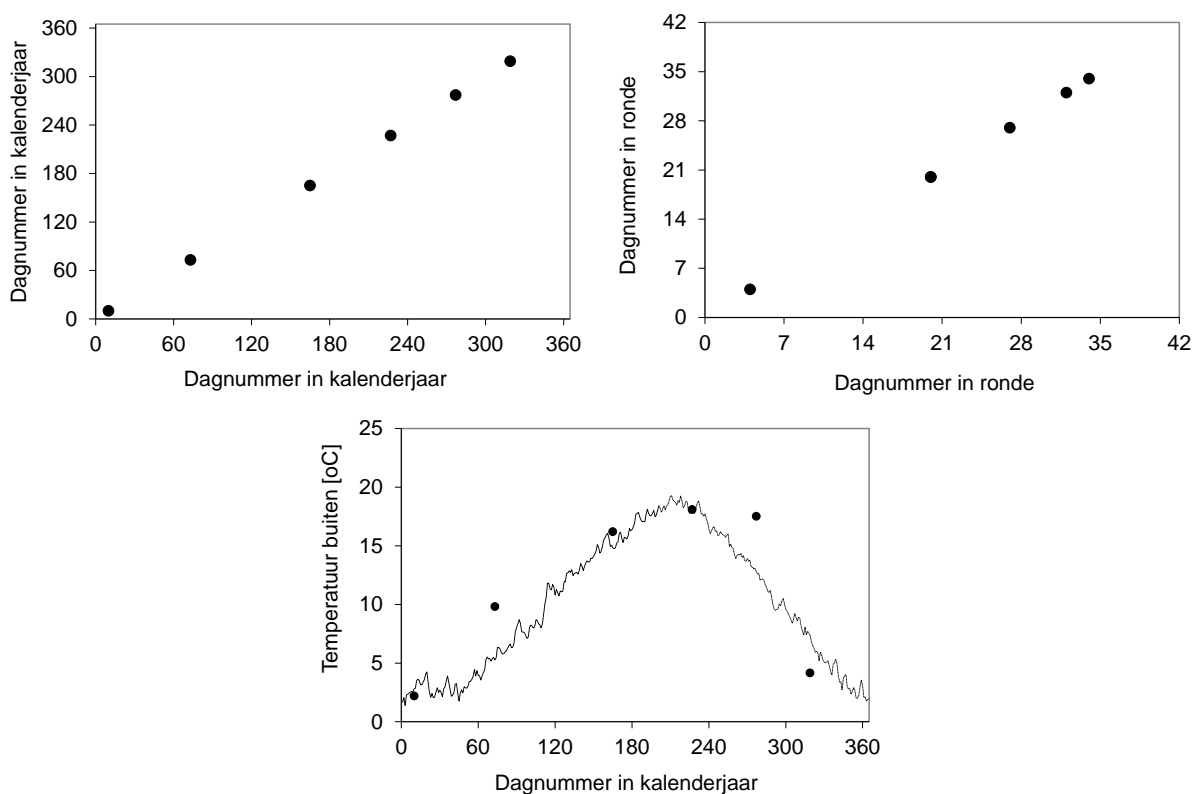 360
300
240
180
120
60
0
Dagnummer in kalenderjaar
0 60 120 180 240 300 360
Dagnummer in kalenderjaar
42
35
28
21
14
7
0
Dagnummer in ronde
0 7 14 21 28 35 42
Dagnummer in ronde
25
20
15
10
5
0
Temperatuur buiten [oC]
0 60 120 180 240 300 360
Dagnummer in kalenderjaar